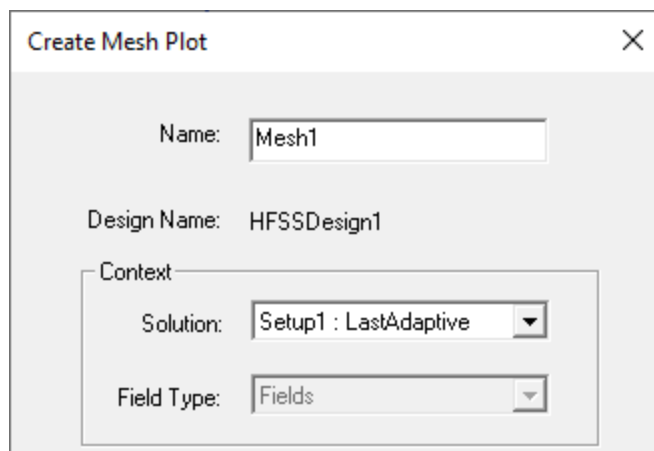 Create Mesh Plot
Name: Mesh1
Design Name: HFSSDesign1
Context
Solution: Setup1 : LastAdaptive
Field Type: Fields